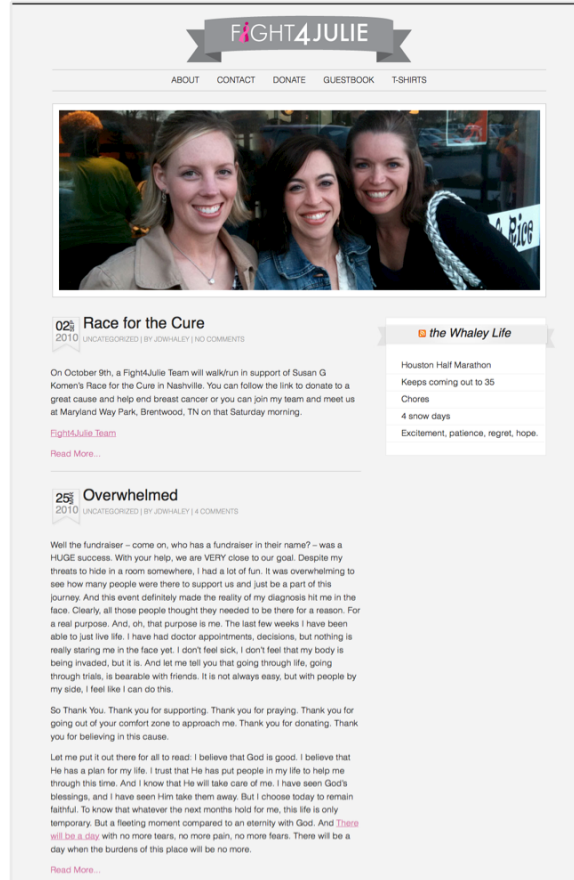 FIGHT4JULIE
ABOUT CONTACT DONATE GUESTBOOK T-SHIRTS
Rice
02
2010
Race for the Cure
UNCATEGORIZED | BY JDWHALEY | NO COMMENTS
On October 9th, a Fight4Julie Team will walk/run in support of Susan G
Komen's Race for the Cure in Nashville. You can follow the link to donate to a
great cause and help end breast cancer or you can join my team and meet us
at Maryland Way Park, Brentwood, TN on that Saturday morning.
Fight4Julie Team
Read More...
25
2010
Overwhelmed
UNCATEGORIZED | BY JDWHALEY | 4 COMMENTS
Well the fundraiser – come on, who has a fundraiser in their name? – was a
HUGE success. With your help, we are VERY close to our goal. Despite my
threats to hide in a room somewhere, I had a lot of fun. It was overwhelming to
see how many people were there to support us and just be a part of this
journey. And this event definitely made the reality of my diagnosis hit me in the
face. Clearly, all those people thought they needed to be there for a reason. For
a real purpose. And, oh, that purpose is me. The last few weeks I have been
able to just live life. I have had doctor appointments, decisions, but nothing is
really staring me in the face yet. I don't feel sick, I don't feel that my body is
being invaded, but it is. And let me tell you that going through life, going
through trials, is bearable with friends. It is not always easy, but with people by
my side, I feel like I can do this.
So Thank You. Thank you for supporting. Thank you for praying. Thank you for
going out of your comfort zone to approach me. Thank you for donating. Thank
you for believing in this cause.
Let me put it out there for all to read: I believe that God is good. I believe that
He has a plan for my life. I trust that He has put people in my life to help me
through this time. And I know that He will take care of me. I have seen God's
blessings, and I have seen Him take them away. But I choose today to remain
faithful. To know that whatever the next months hold for me, this life is only
temporary. But a fleeting moment compared to an eternity with God. And There
will be a day with no more tears, no more pain, no more fears. There will be a
day when the burdens of this place will be no more.
Read More...
the Whaley Life
Houston Half Marathon
Keeps coming out to 35
Chores
4 snow days
Excitement, patience, regret, hope.